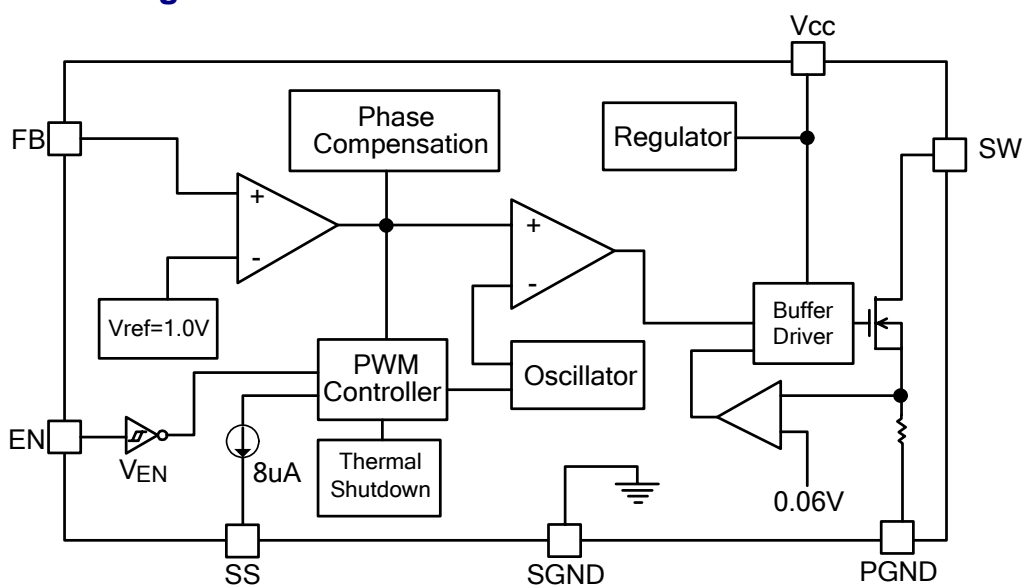 Vcc
FB
Phase
Compensation
Regulator
SW
+
-
+
-
Vref=1.0V
Buffer
Driver
PWM
Controller
Oscillator
EN
VEN
8uA
Thermal
Shutdown
0.06V
SS
SGND
PGND